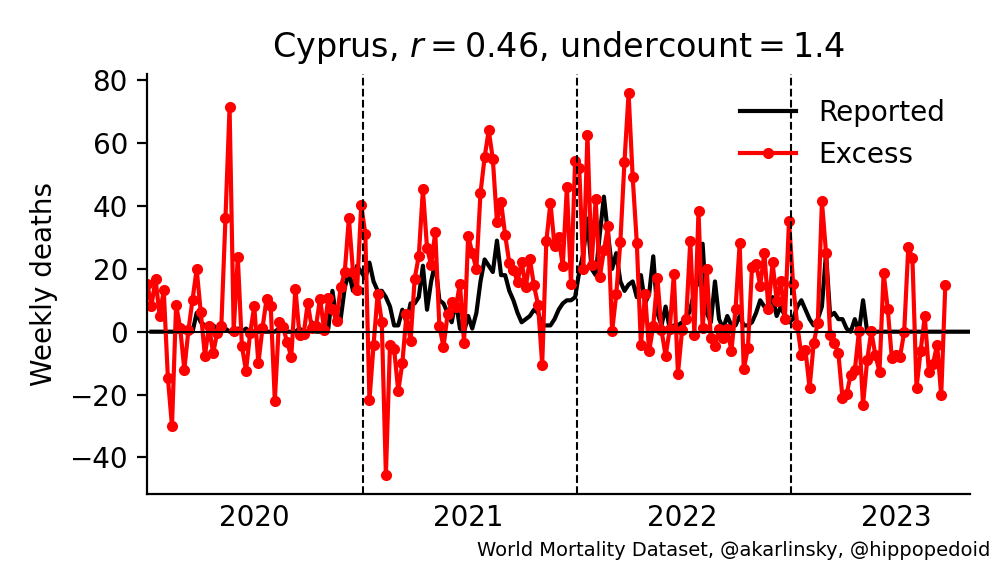 Cyprus, r = 0.46, undercount = 1.4
Weekly deaths
80
60
40
20
0
−20
−40
Reported
Excess
2020 2021 2022 2023
World Mortality Dataset, @akarlinsky, @hippopedoid